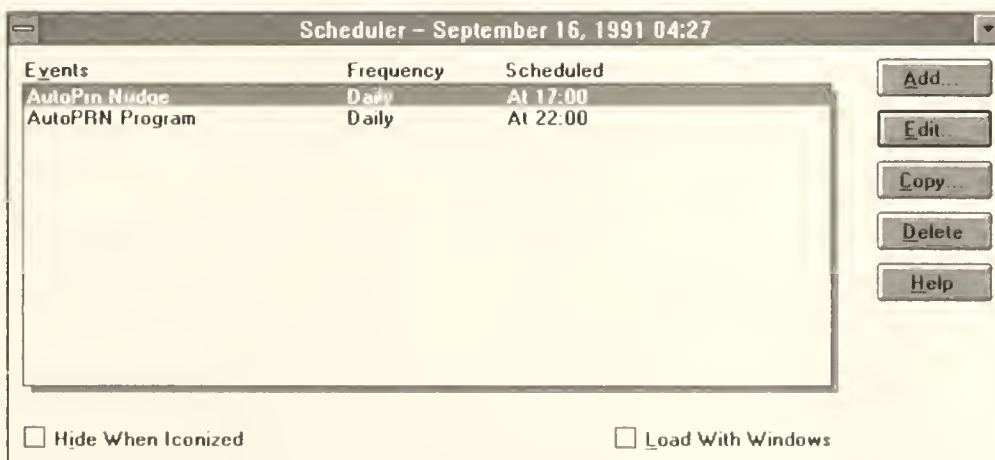 Scheduler – September 16, 1991 04:27
Events Frequency Scheduled
AutoPrn Nudge Daily At 17:00
AutoPRN Program Daily At 22:00
Add...
Edit...
Copy...
Delete
Help
Hide When Iconized
Load With Windows